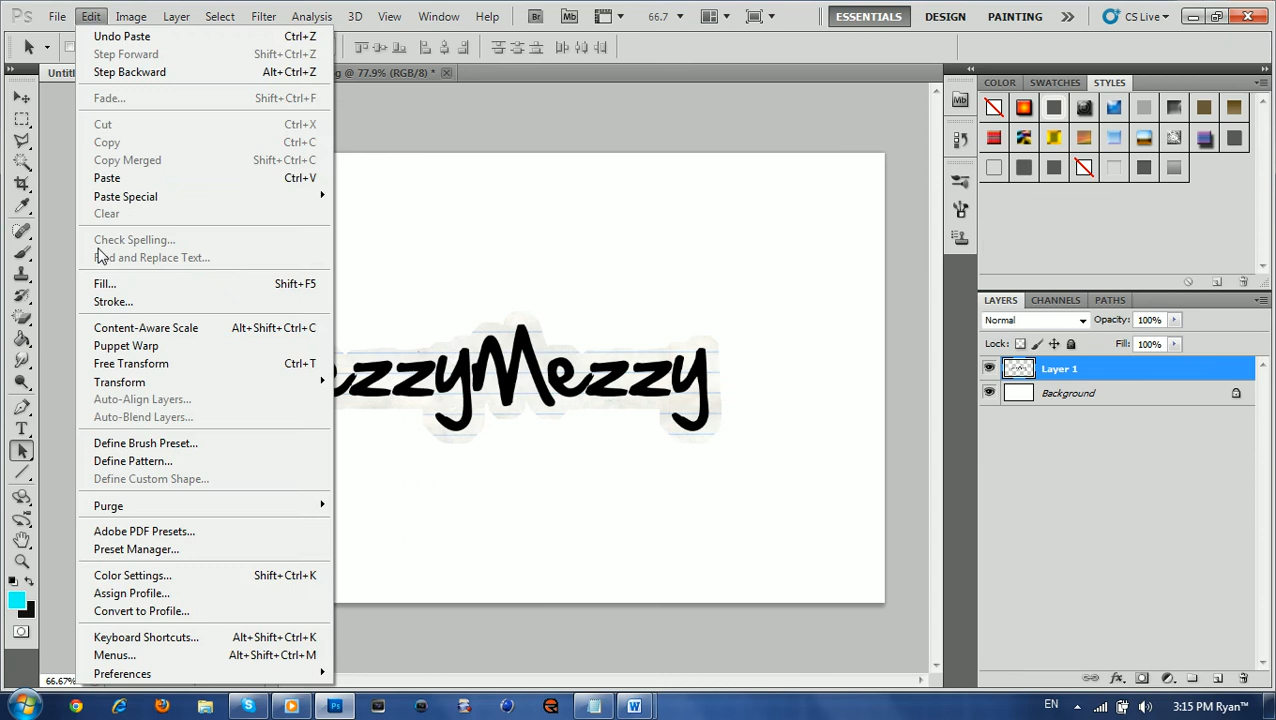 Ps
File Edit Image Layer Select Filter Analysis 3D View Window Help Br Mb 66.7 ESSENTIALS DESIGN PAINTING CS Live
Untitl g @ 77.9% (RGB/8) *
Undo Paste Ctrl+Z
Step Forward Shift+Ctrl+Z
Step Backward Alt+Ctrl+Z
Fade... Shift+Ctrl+F
Cut Ctrl+X
Copy Ctrl+C
Copy Merged Shift+Ctrl+C
Paste Ctrl+V
Paste Special
Clear
Check Spelling...
Find and Replace Text...
Fill... Shift+F5
Stroke...
Content-Aware Scale Alt+Shift+Ctrl+C
Puppet Warp
Free Transform Ctrl+T
Transform
Auto-Align Layers...
Auto-Blend Layers...
Define Brush Preset...
Define Pattern...
Define Custom Shape...
Purge
Adobe PDF Presets...
Preset Manager...
Color Settings... Shift+Ctrl+K
Assign Profile...
Convert to Profile...
Keyboard Shortcuts... Alt+Shift+Ctrl+K
Menus... Alt+Shift+Ctrl+M
Preferences
ezzyMezzy
Mb
COLOR SWATCHES STYLES
LAYERS CHANNELS PATHS
Normal Opacity: 100%
Lock: Fill: 100%
Layer 1
Background
fx
66.67%
EN 3:15 PM Ryan™